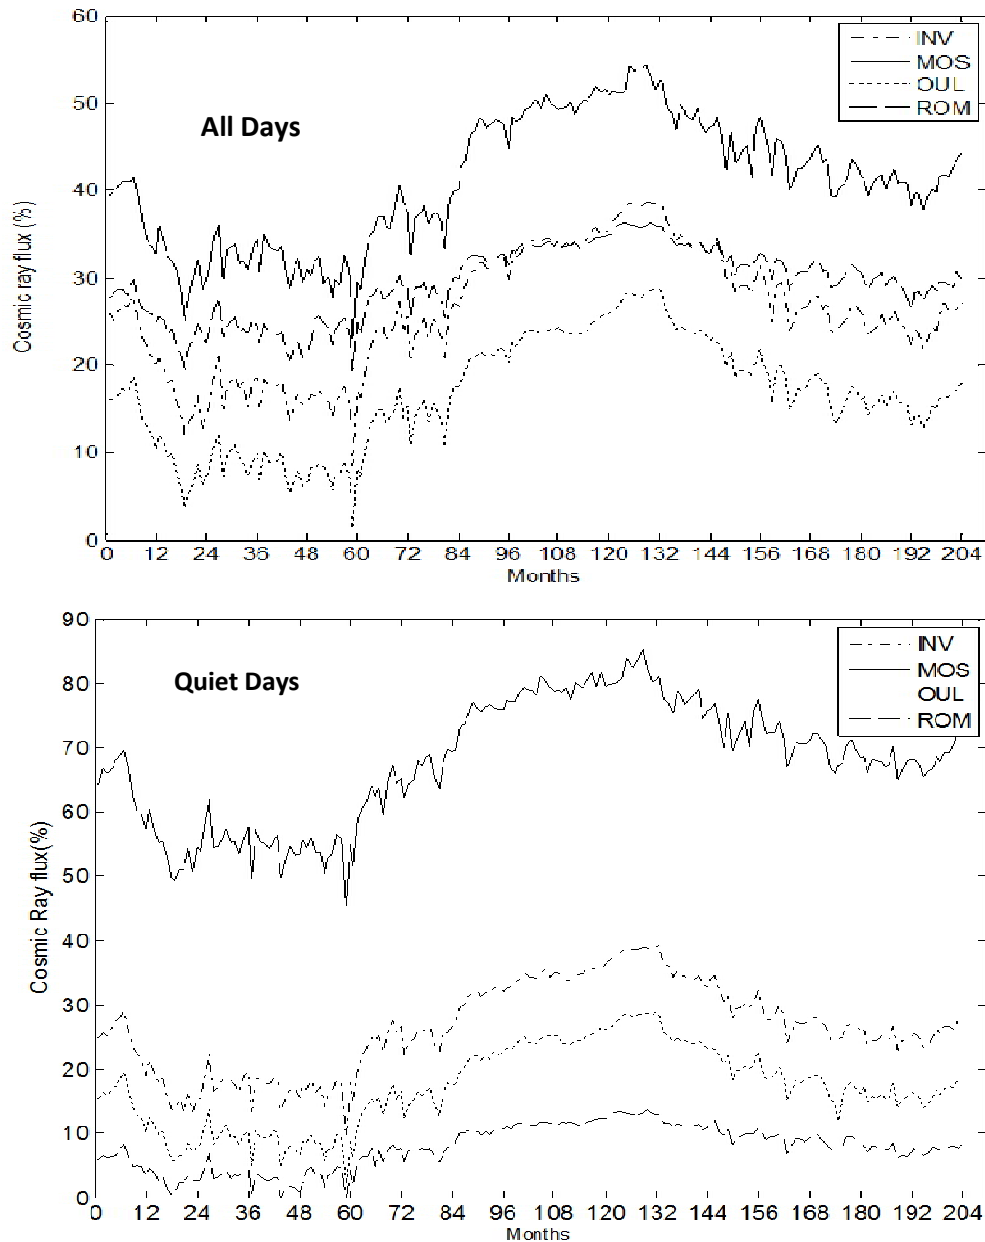 60
50
40
30
20
10
0
Cosmic ray flux (%)
All Days
INV
MOS
OUL
ROM
0 12 24 36 48 60 72 84 96 108 120 132 144 156 168 180 192 204
Months
90
80
70
60
50
40
30
20
10
0
Cosmic Ray flux(%)
Quiet Days
INV
MOS
OUL
ROM
0 12 24 36 48 60 72 84 96 108 120 132 144 156 168 180 192 204
Months